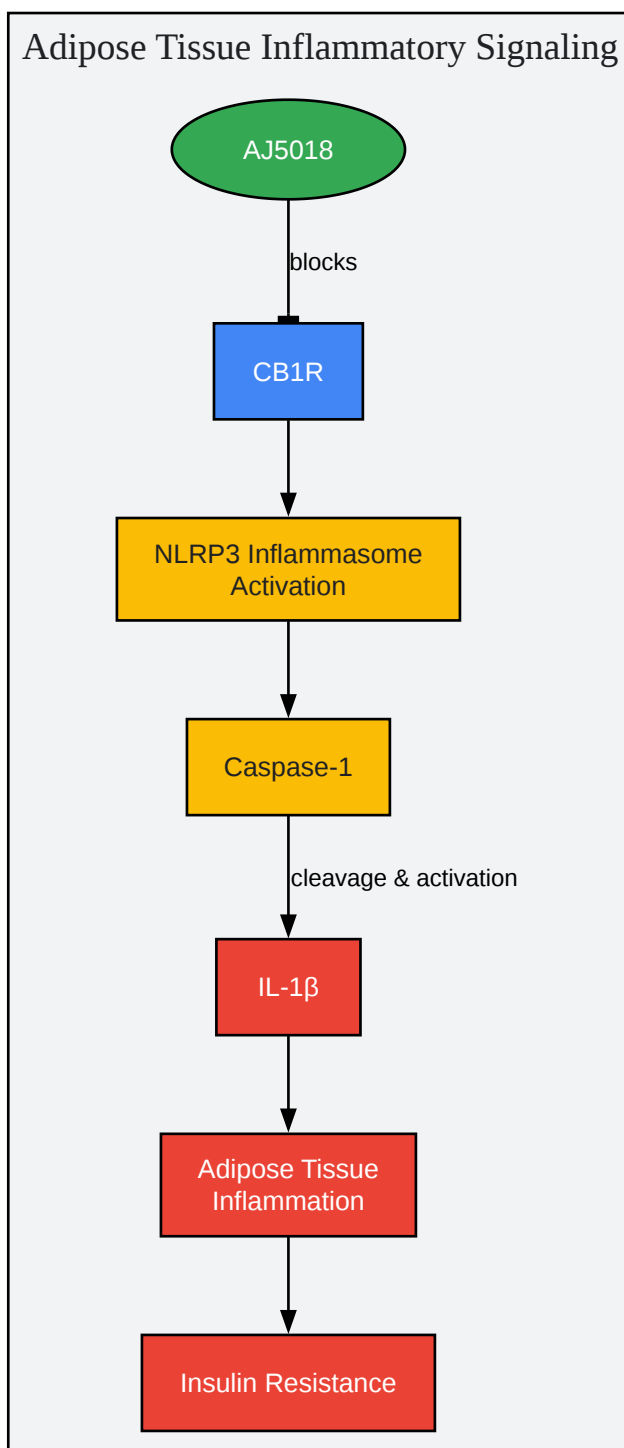 Adipose Tissue Inflammatory Signaling
AJ5018
blocks
CB1R
NLRP3 Inflammasome
Activation
Caspase-1
cleavage & activation
IL-1β
Adipose Tissue
Inflammation
Insulin Resistance